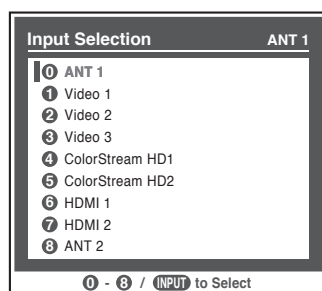 Input Selection ANT 1
0 ANT 1
1 Video 1
2 Video 2
3 Video 3
4 ColorStream HD1
5 ColorStream HD2
6 HDMI 1
7 HDMI 2
8 ANT 2
0 - 8 / INPUT to Select